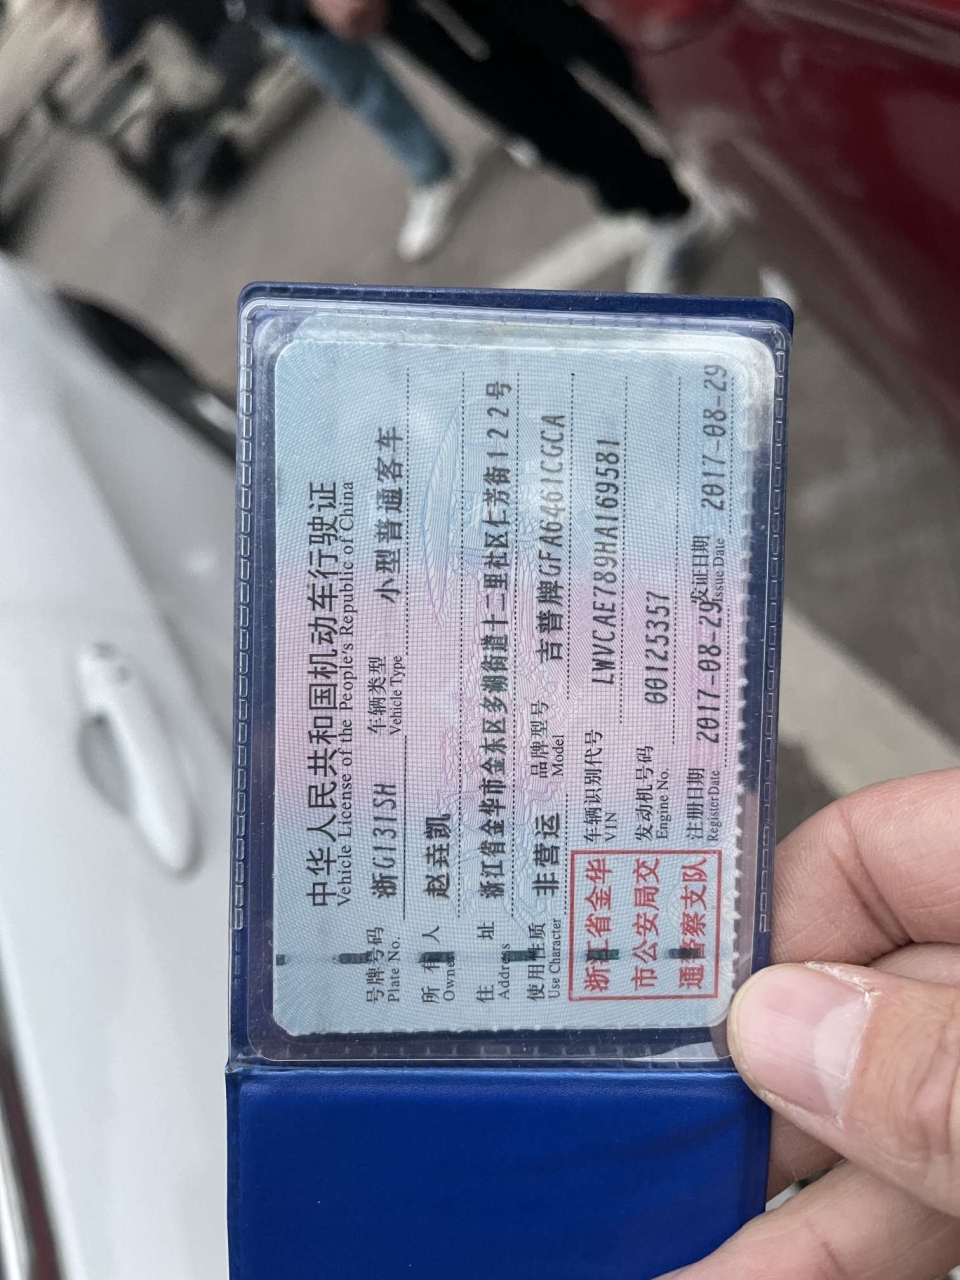 中华人民共和国机动车行驶证
Vehicle License of the People's Republic of China
号牌号码 浙G131SH 车辆类型 小型普通客车
Plate No. Vehicle Type
所有人 赵垚凯
Owner
住址 浙江省金华市金东区多湖街道十二里社区仁芳街122号
Address
使用性质 非营运 品牌型号 吉普牌GFA6461CGCA
Use Character Model
浙江省金华市公安局交通警察支队
车辆识别代号 LWVCAE789HA169581
VIN
发动机号码 00125357
Engine No.
注册日期 2017-08-29 发证日期 2017-08-29
Register Date Issue Date